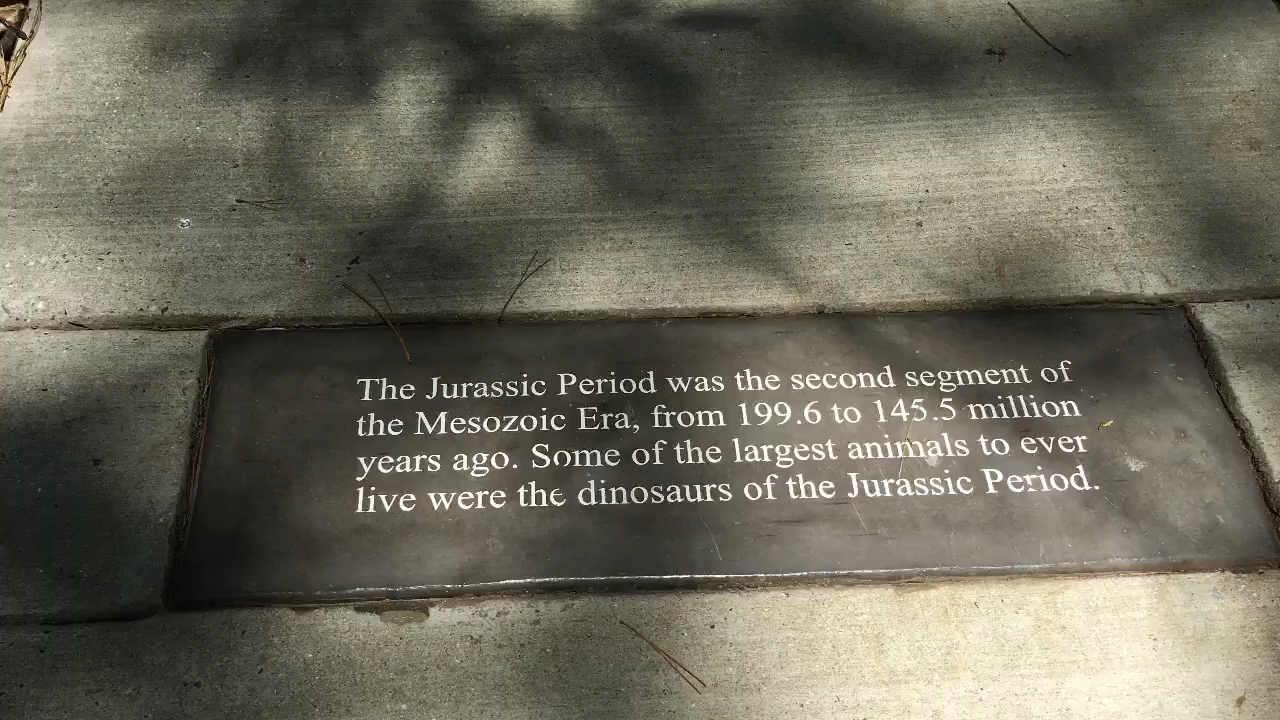 The Jurassic Period was the second segment of
the Mesozoic Era, from 199.6 to 145.5 million
years ago. Some of the largest animals to ever
live were the dinosaurs of the Jurassic Period.